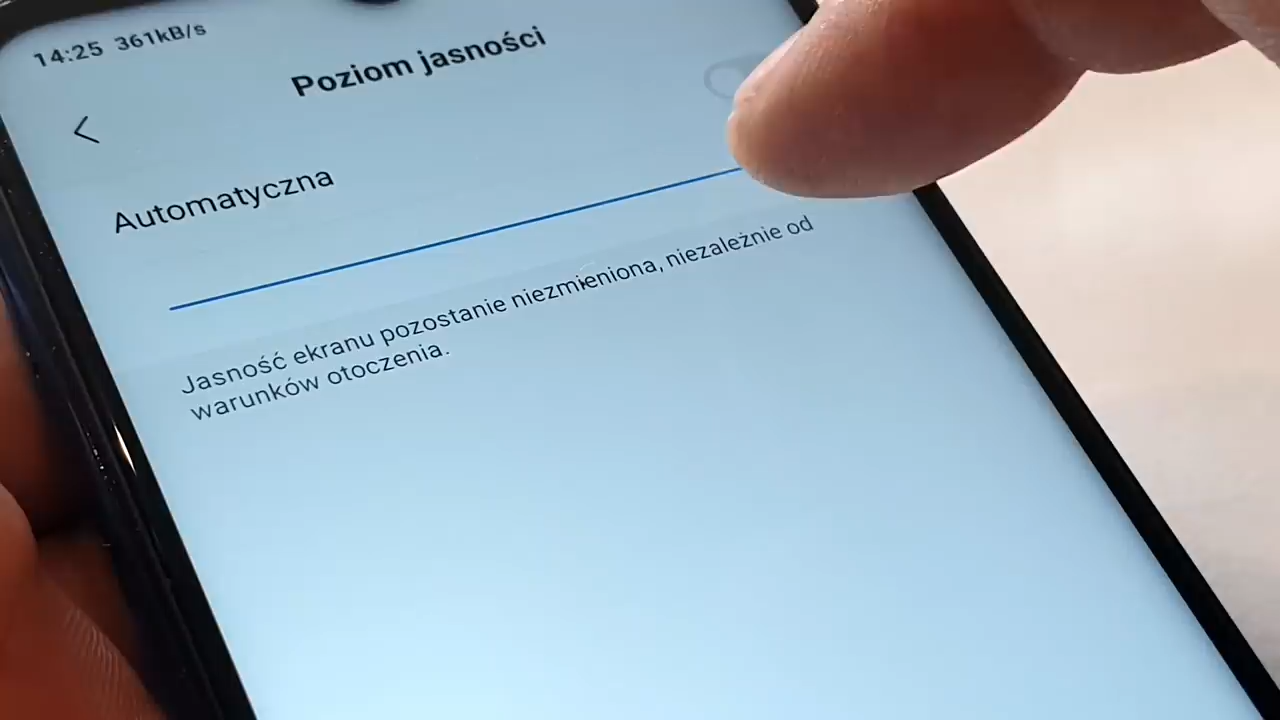 14:25 361kB/s
Poziom jasności
Automatyczna
Jasność ekranu pozostanie niezmieniona, niezależnie od
warunków otoczenia.